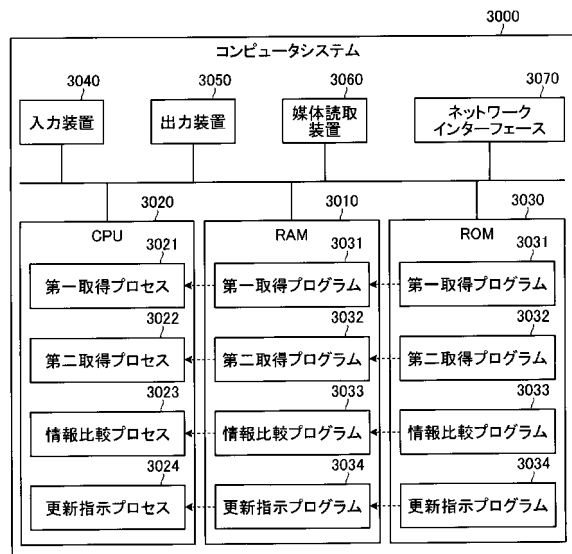 3000
コンピュータシステム
3040
3050
3060
3070
入力装置
出力装置
媒体読取
装置
ネットワーク
インターフェース
3020
3010
3030
CPU
RAM
ROM
3021
3031
3031
第一取得プロセス
第一取得プログラム
第一取得プログラム
3022
3032
3032
第二取得プロセス
第二取得プログラム
第二取得プログラム
3023
3033
3033
情報比較プロセス
情報比較プログラム
情報比較プログラム
3024
3034
3034
更新指示プロセス
更新指示プログラム
更新指示プログラム